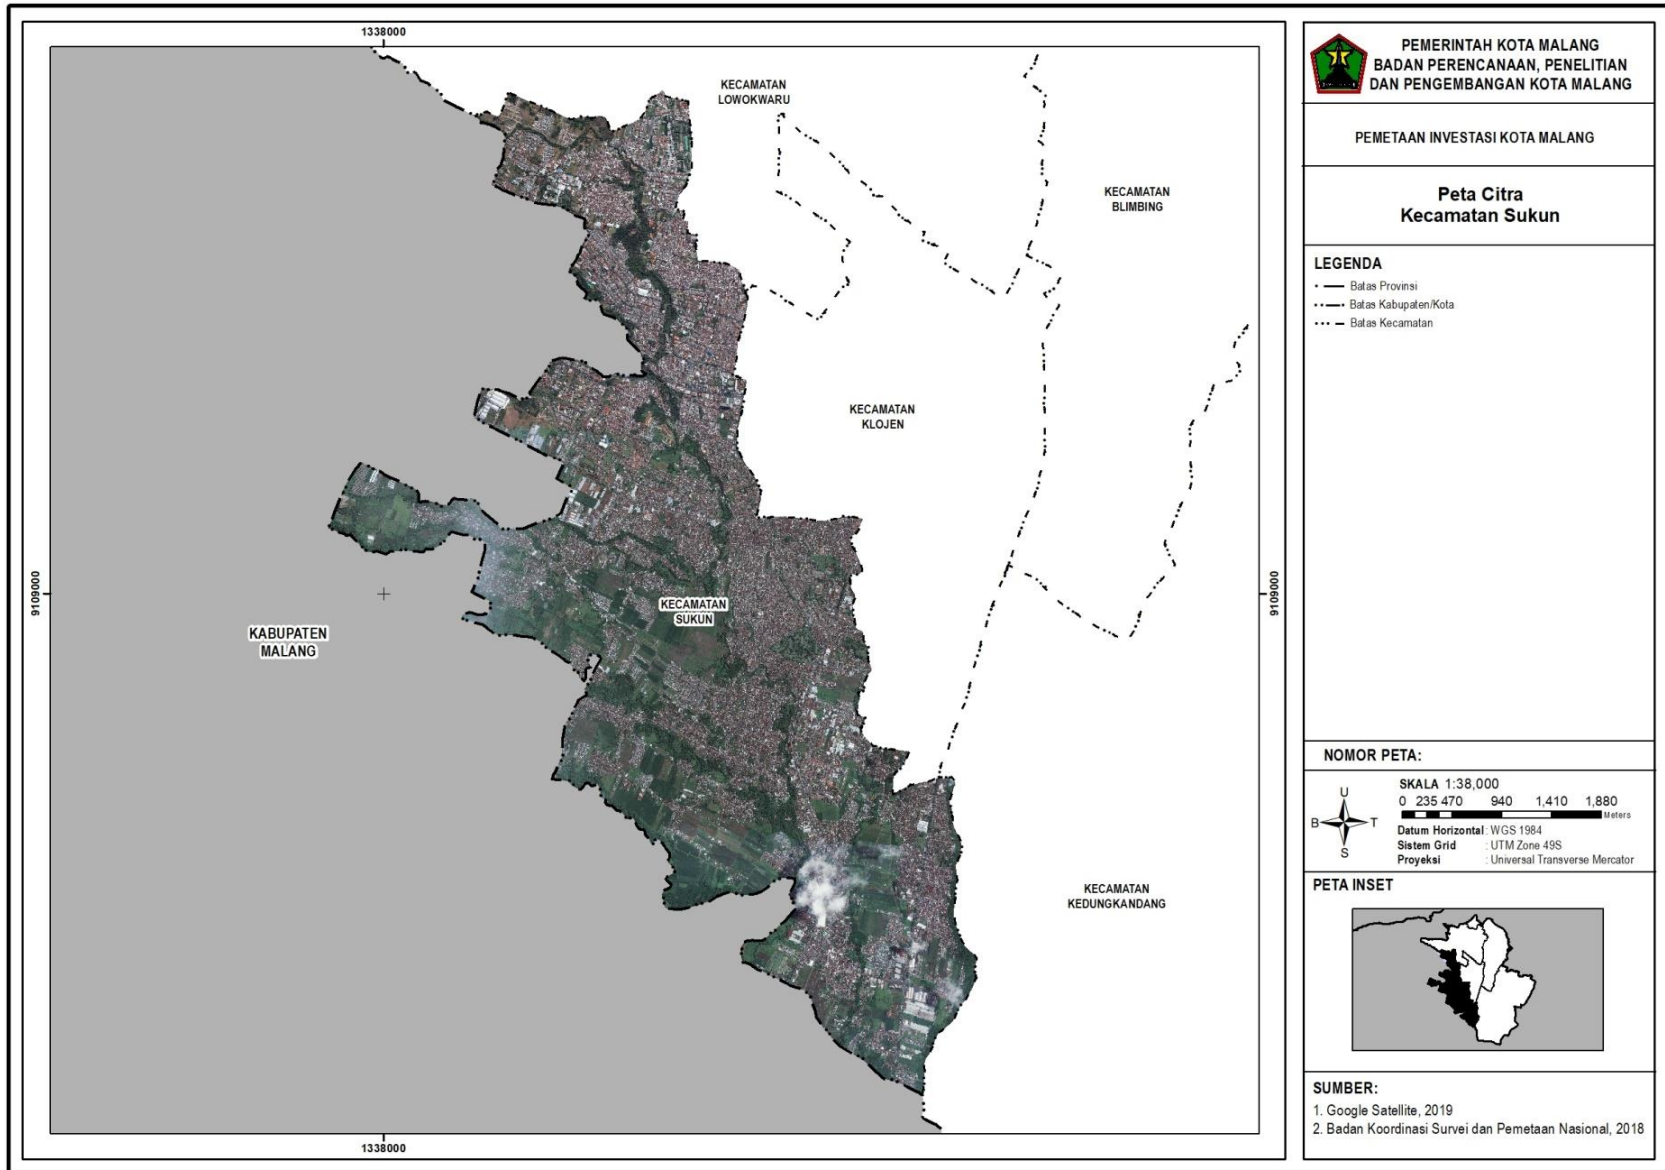 1338000
KECAMATAN
LOWOKWARU
KECAMATAN
BLIMBING
KECAMATAN
KLOJEN
9109000
9109000
KECAMATAN
SUKUN
KABUPATEN
MALANG
KECAMATAN
KEDUNGKANDANG
1338000
PEMERINTAH KOTA MALANG
BADAN PERENCANAAN, PENELITIAN
DAN PENGEMBANGAN KOTA MALANG
PEMETAAN INVESTASI KOTA MALANG
Peta Citra
Kecamatan Sukun
LEGENDA
Batas Provinsi
Batas Kabupaten/Kota
Batas Kecamatan
NOMOR PETA:
U
B T
S
SKALA 1:38,000
0 235 470 940 1,410 1,880
Meters
Datum Horizontal : WGS 1984
Sistem Grid : UTM Zone 49S
Proyeksi : Universal Transverse Mercator
PETA INSET
SUMBER:
1. Google Satellite, 2019
2. Badan Koordinasi Survei dan Pemetaan Nasional, 2018